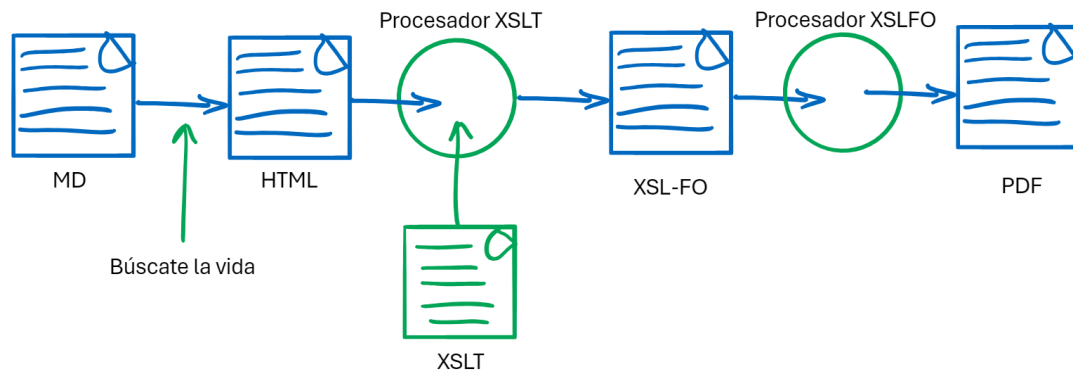 Procesador XSLT
Procesador XSLFO
MD
HTML
XSL-FO
PDF
Búscate la vida
XSLT